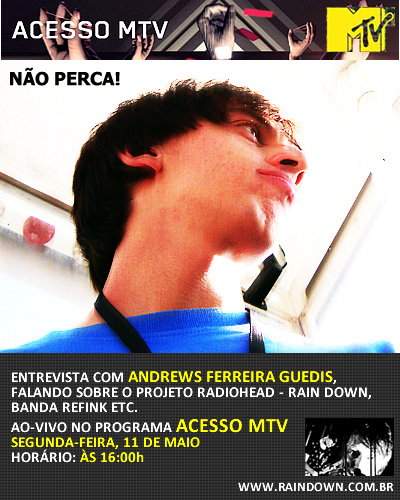 ACESSO MTV
MTV
NÃO PERCA!
ENTREVISTA COM ANDREWS FERREIRA GUEDIS,
FALANDO SOBRE O PROJETO RADIOHEAD - RAIN DOWN,
BANDA REFINK ETC.
AO-VIVO NO PROGRAMA ACESSO MTV
SEGUNDA-FEIRA, 11 DE MAIO
HORÁRIO: ÀS 16:00h
WWW.RAINDOWN.COM.BR